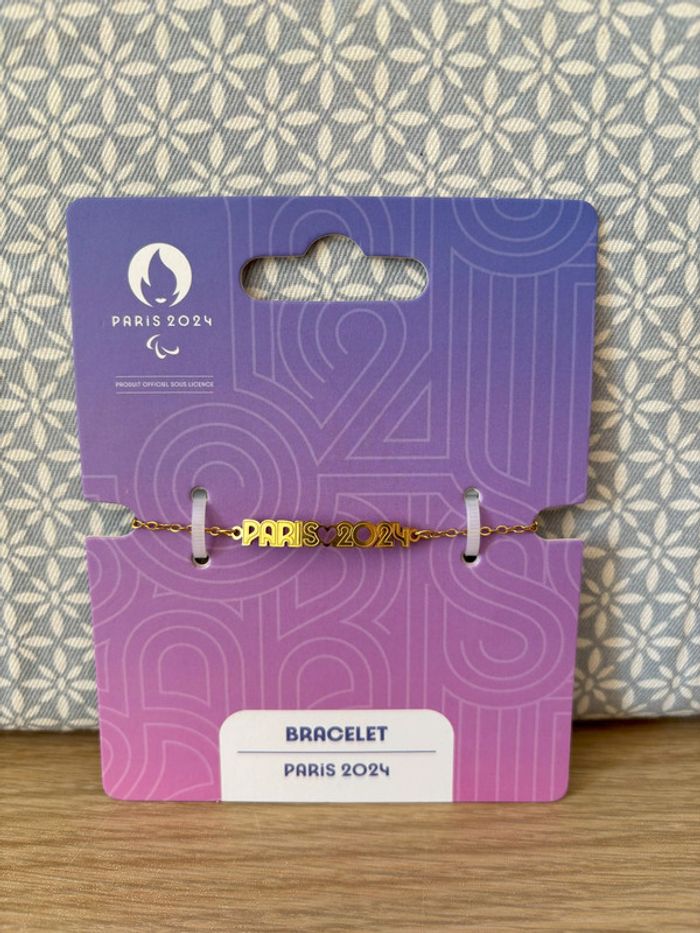 PARIS 2024
PRODUIT OFFICIEL SOUS LICENCE
PARIS 2024
BRACELET
PARIS 2024